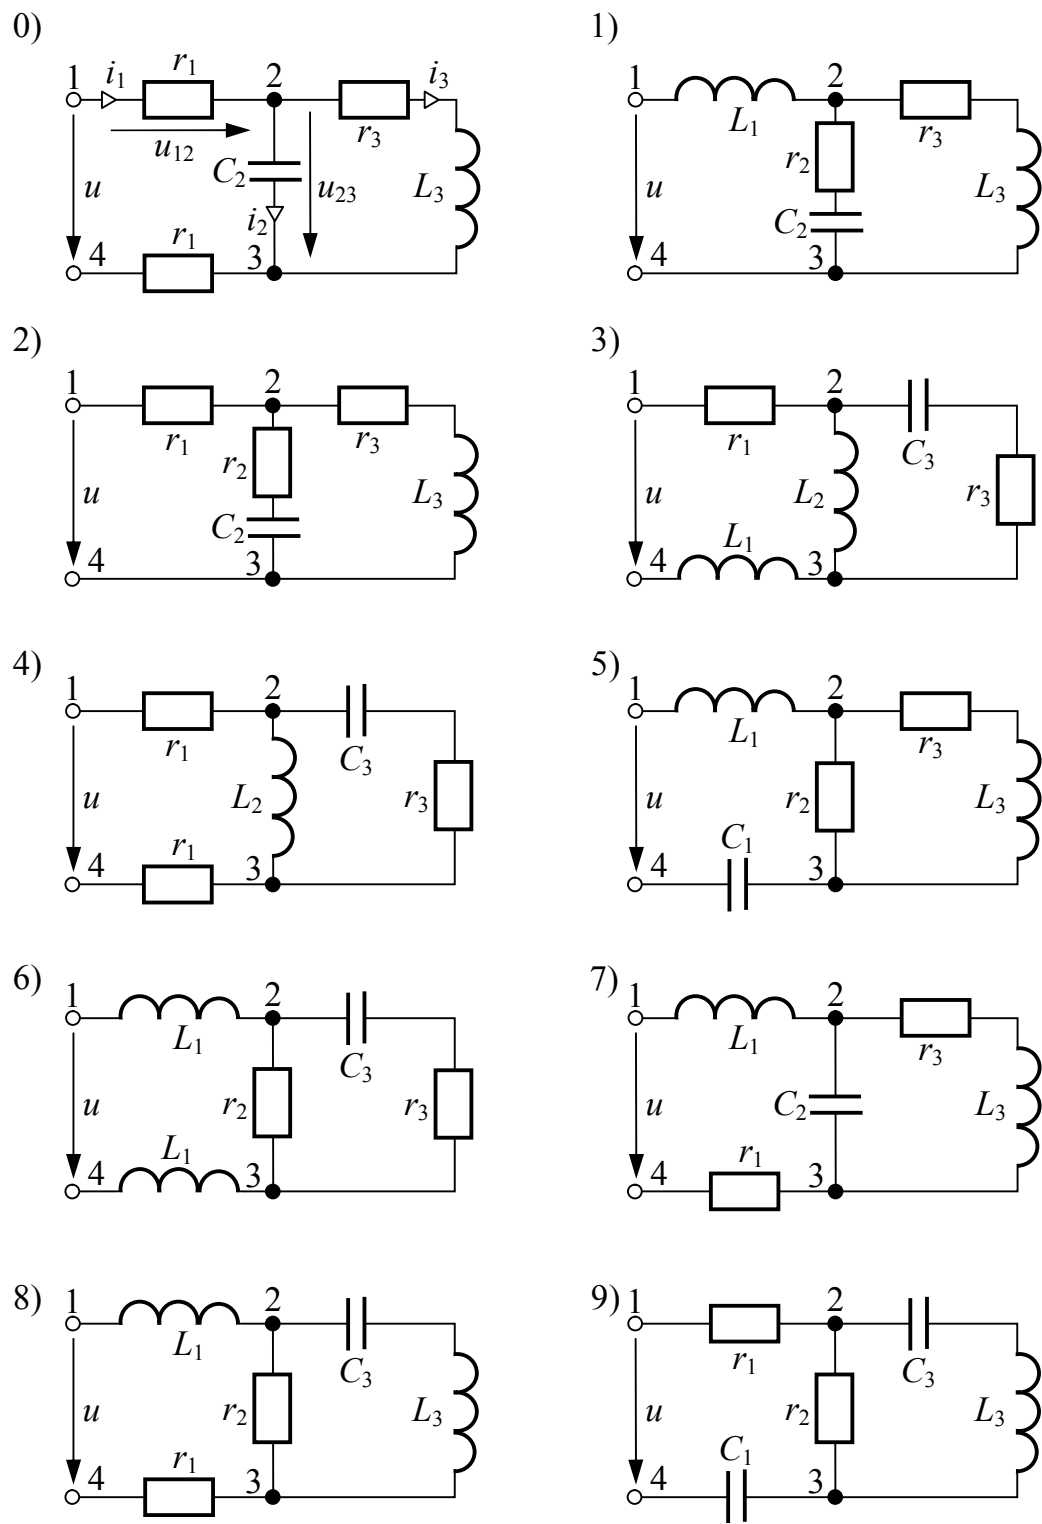 0)
1 i1 r1 2 i3
u12 r3
u C2 u23 L3
i2
4 r1 3
1)
1 2
L1 r3
r2
u L3
C2
4 3
2)
1 2
r1 r3
r2
u L3
C2
4 3
3)
1 2
r1 C3
u L2 r3
L1
4 3
4)
1 2
r1 C3
u L2 r3
4 r1 3
5)
1 2
L1 r3
u r2 L3
C1
4 3
6)
1 2
L1 C3
u r2 r3
L1
4 3
7)
1 2
L1 r3
u C2 L3
r1
4 3
8)
1 2
L1 C3
u r2 L3
4 r1 3
9)
1 2
r1 C3
u r2 L3
C1
4 3